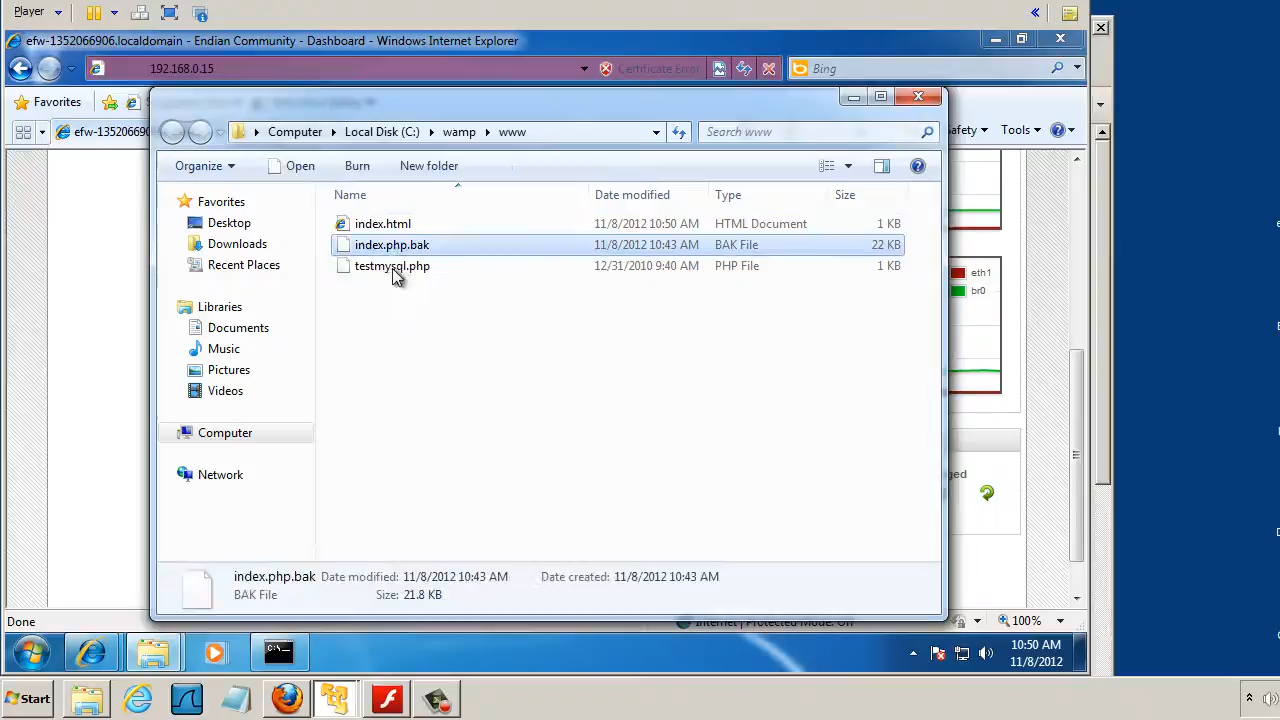 Player
efw-1352066906.localdomain - Endian Community - Dashboard - Windows Internet Explorer
192.168.0.15
Certificate Error
Bing
Favorites
efw-13520669
Safety
Tools
Computer
Local Disk (C:)
wamp
www
Search www
Organize
Open
Burn
New folder
Name
Date modified
Type
Size
Favorites
index.html 11/8/2012 10:50 AM HTML Document 1 KB
Desktop
index.php.bak 11/8/2012 10:43 AM BAK File 22 KB
Downloads
testmysql.php 12/31/2010 9:40 AM PHP File 1 KB
Recent Places
eth1
br0
Libraries
Documents
Music
Pictures
Videos
Computer
Network
index.php.bak Date modified: 11/8/2012 10:43 AM Date created: 11/8/2012 10:43 AM
BAK File Size: 21.8 KB
Done
Internet | Protected Mode: Off
100%
10:50 AM
11/8/2012
Start